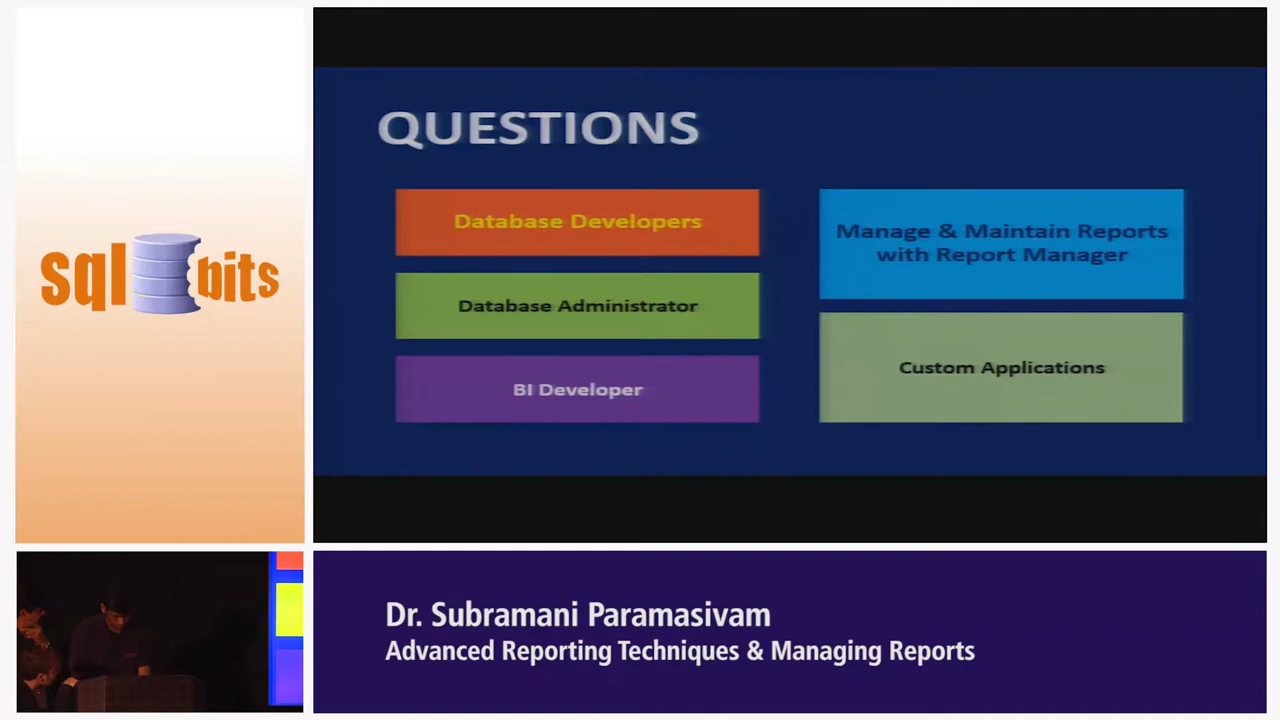 sql bits
QUESTIONS
Database Developers
Database Administrator
BI Developer
Manage & Maintain Reports
with Report Manager
Custom Applications
Dr. Subramani Paramasivam
Advanced Reporting Techniques & Managing Reports